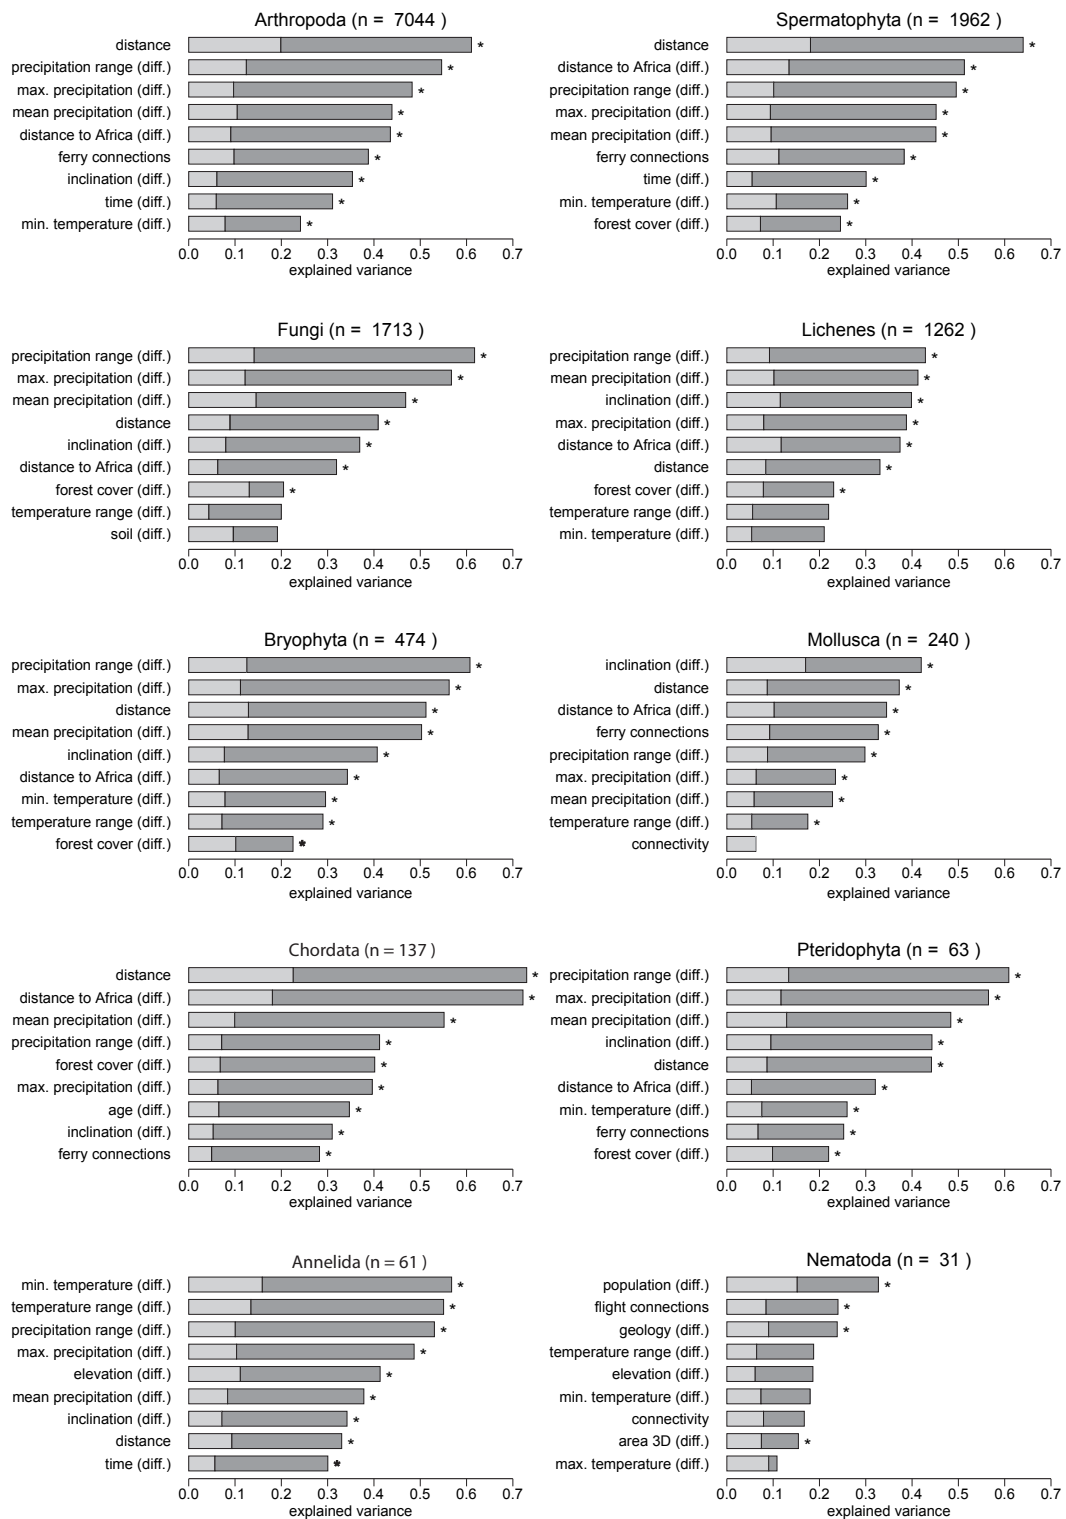 Arthropoda (n = 7044)
distance *
precipitation range (diff.) *
max. precipitation (diff.) *
mean precipitation (diff.) *
distance to Africa (diff.) *
ferry connections *
inclination (diff.) *
time (diff.) *
min. temperature (diff.) *
0.0 0.1 0.2 0.3 0.4 0.5 0.6 0.7
explained variance
Spermatophyta (n = 1962)
distance *
distance to Africa (diff.) *
precipitation range (diff.) *
max. precipitation (diff.) *
mean precipitation (diff.) *
ferry connections *
time (diff.) *
min. temperature (diff.) *
forest cover (diff.) *
0.0 0.1 0.2 0.3 0.4 0.5 0.6 0.7
explained variance
Fungi (n = 1713 )
precipitation range (diff.) *
max. precipitation (diff.) *
mean precipitation (diff.) *
distance *
inclination (diff.) *
distance to Africa (diff.) *
forest cover (diff.) *
temperature range (diff.)
soil (diff.)
0.0 0.1 0.2 0.3 0.4 0.5 0.6 0.7
explained variance
Lichenes (n = 1262 )
precipitation range (diff.) *
mean precipitation (diff.) *
inclination (diff.) *
max. precipitation (diff.) *
distance to Africa (diff.) *
distance *
forest cover (diff.) *
temperature range (diff.)
min. temperature (diff.)
0.0 0.1 0.2 0.3 0.4 0.5 0.6 0.7
explained variance
Bryophyta (n = 474 )
precipitation range (diff.) *
max. precipitation (diff.) *
distance *
mean precipitation (diff.) *
inclination (diff.) *
distance to Africa (diff.) *
min. temperature (diff.) *
temperature range (diff.) *
forest cover (diff.) *
0.0 0.1 0.2 0.3 0.4 0.5 0.6 0.7
explained variance
Mollusca (n = 240 )
inclination (diff.) *
distance *
distance to Africa (diff.) *
ferry connections *
precipitation range (diff.) *
max. precipitation (diff.) *
mean precipitation (diff.) *
temperature range (diff.) *
connectivity
0.0 0.1 0.2 0.3 0.4 0.5 0.6 0.7
explained variance
Chordata (n = 137 )
distance *
distance to Africa (diff.) *
mean precipitation (diff.) *
precipitation range (diff.) *
forest cover (diff.) *
max. precipitation (diff.) *
age (diff.) *
inclination (diff.) *
ferry connections *
0.0 0.1 0.2 0.3 0.4 0.5 0.6 0.7
explained variance
Pteridophyta (n = 63 )
precipitation range (diff.) *
max. precipitation (diff.) *
mean precipitation (diff.) *
inclination (diff.) *
distance *
distance to Africa (diff.) *
min. temperature (diff.) *
ferry connections *
forest cover (diff.) *
0.0 0.1 0.2 0.3 0.4 0.5 0.6 0.7
explained variance
Annelida (n = 61 )
min. temperature (diff.) *
temperature range (diff.) *
precipitation range (diff.) *
max. precipitation (diff.) *
elevation (diff.) *
mean precipitation (diff.) *
inclination (diff.) *
distance *
time (diff.) *
0.0 0.1 0.2 0.3 0.4 0.5 0.6 0.7
explained variance
Nematoda (n = 31 )
population (diff.) *
flight connections *
geology (diff.) *
temperature range (diff.)
elevation (diff.)
min. temperature (diff.)
connectivity
area 3D (diff.) *
max. temperature (diff.)
0.0 0.1 0.2 0.3 0.4 0.5 0.6 0.7
explained variance